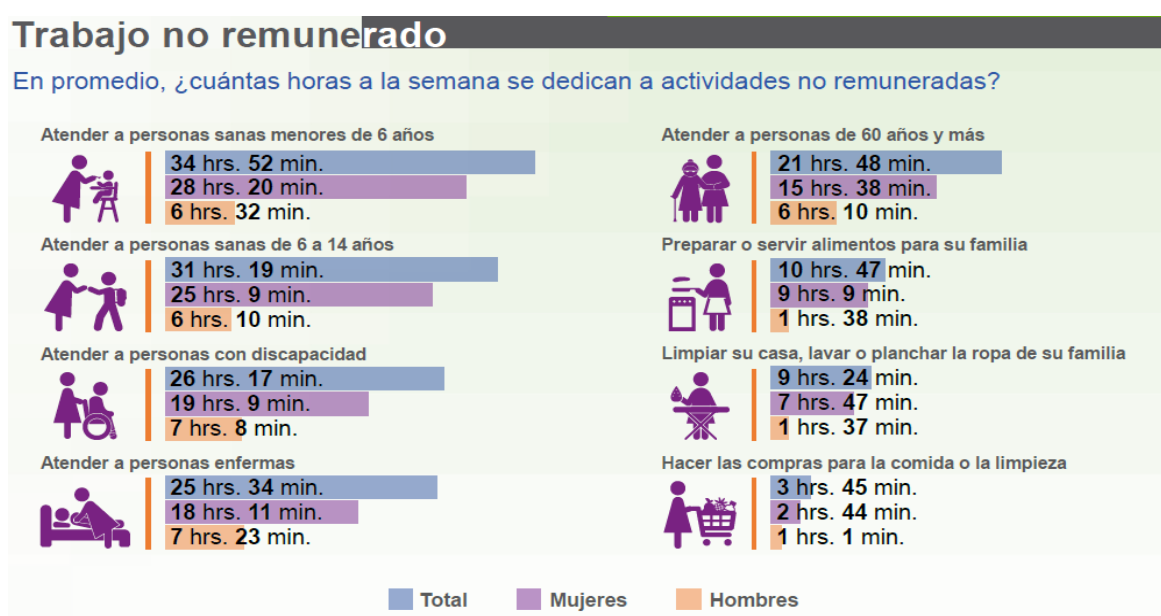 Trabajo no remunerado
En promedio, ¿cuántas horas a la semana se dedican a actividades no remuneradas?
Atender a personas sanas menores de 6 años
34 hrs. 52 min.
28 hrs. 20 min.
6 hrs. 32 min.
Atender a personas sanas de 6 a 14 años
31 hrs. 19 min.
25 hrs. 9 min.
6 hrs. 10 min.
Atender a personas con discapacidad
26 hrs. 17 min.
19 hrs. 9 min.
7 hrs. 8 min.
Atender a personas enfermas
25 hrs. 34 min.
18 hrs. 11 min.
7 hrs. 23 min.
Atender a personas de 60 años y más
21 hrs. 48 min.
15 hrs. 38 min.
6 hrs. 10 min.
Preparar o servir alimentos para su familia
10 hrs. 47 min.
9 hrs. 9 min.
1 hrs. 38 min.
Limpiar su casa, lavar o planchar la ropa de su familia
9 hrs. 24 min.
7 hrs. 47 min.
1 hrs. 37 min.
Hacer las compras para la comida o la limpieza
3 hrs. 45 min.
2 hrs. 44 min.
1 hrs. 1 min.
Total Mujeres Hombres